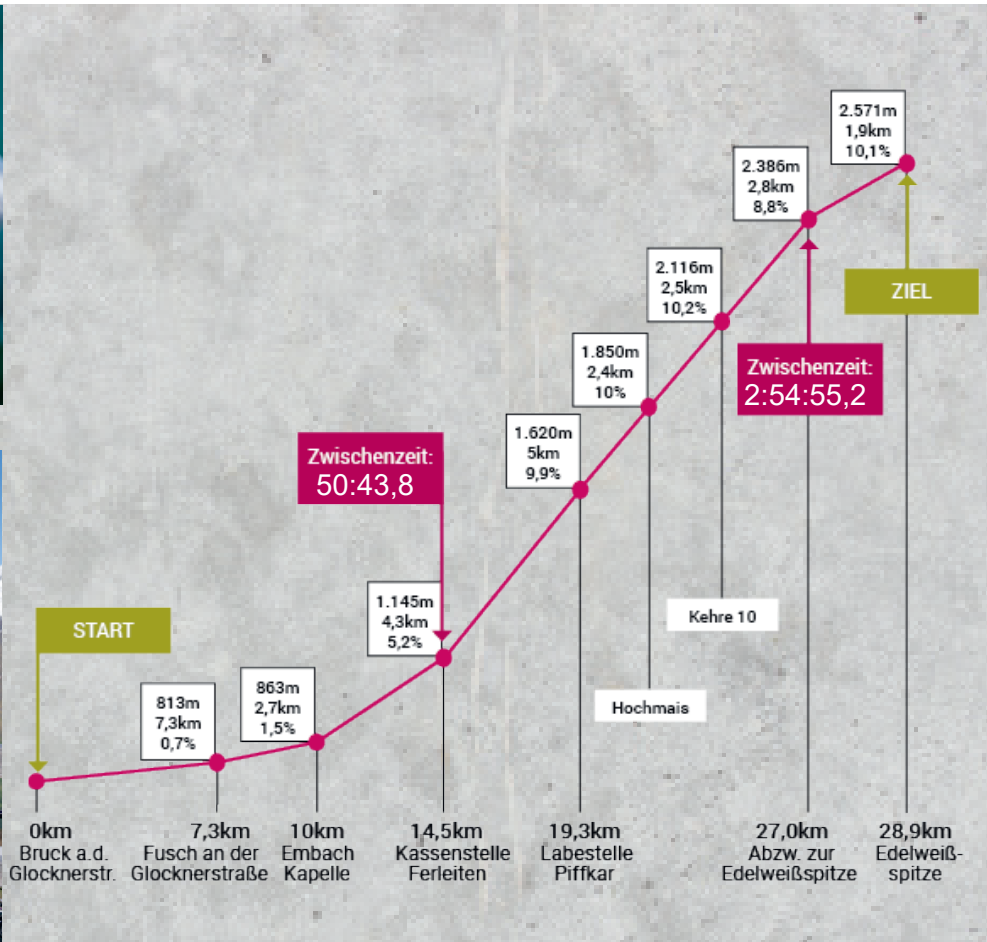 2.571m
1,9km
10,1%
2.386m
2,8km
8,8%
2.116m
2,5km
10,2%
ZIEL
1.850m
2,4km
10%
Zwischenzeit:
2:54:55,2
1.620m
5km
9,9%
Zwischenzeit:
50:43,8
1.145m
4,3km
5,2%
START
Kehre 10
813m
7,3km
0,7%
863m
2,7km
1,5%
Hochmais
0km
Bruck a.d.
Glocknerstr.
7,3km
Fusch an der
Glocknerstraße
10km
Embach
Kapelle
14,5km
Kassenstelle
Ferleiten
19,3km
Labestelle
Piffkar
27,0km
Abzw. zur
Edelweißspitze
28,9km
Edelweiß-
spitze